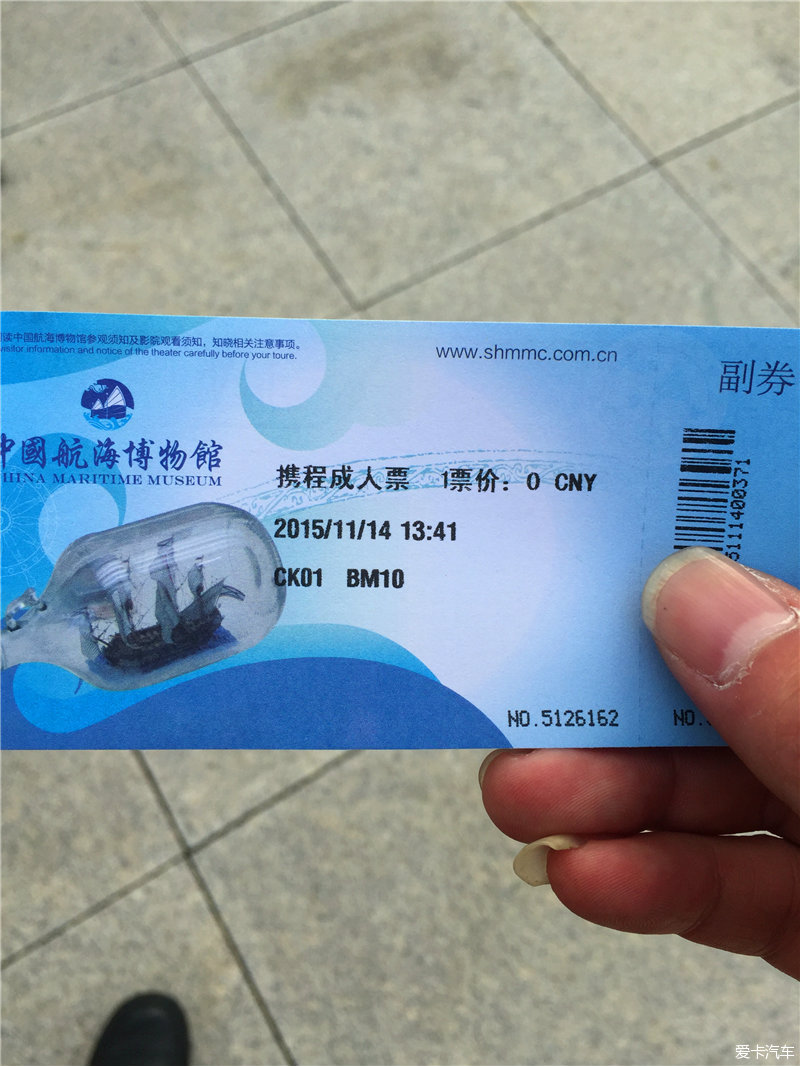 读中国航海博物馆参观须知及影院观看须知，知晓相关注意事项。
visitor information and notice of the theater carefully before your toure.
www.shmmc.com.cn
副券
中國航海博物館
CHINA MARITIME MUSEUM
携程成人票 1票价: 0 CNY
2015/11/14 13:41
CK01 BM10
51111400371
NO.5126162
NO.
爱卡汽车